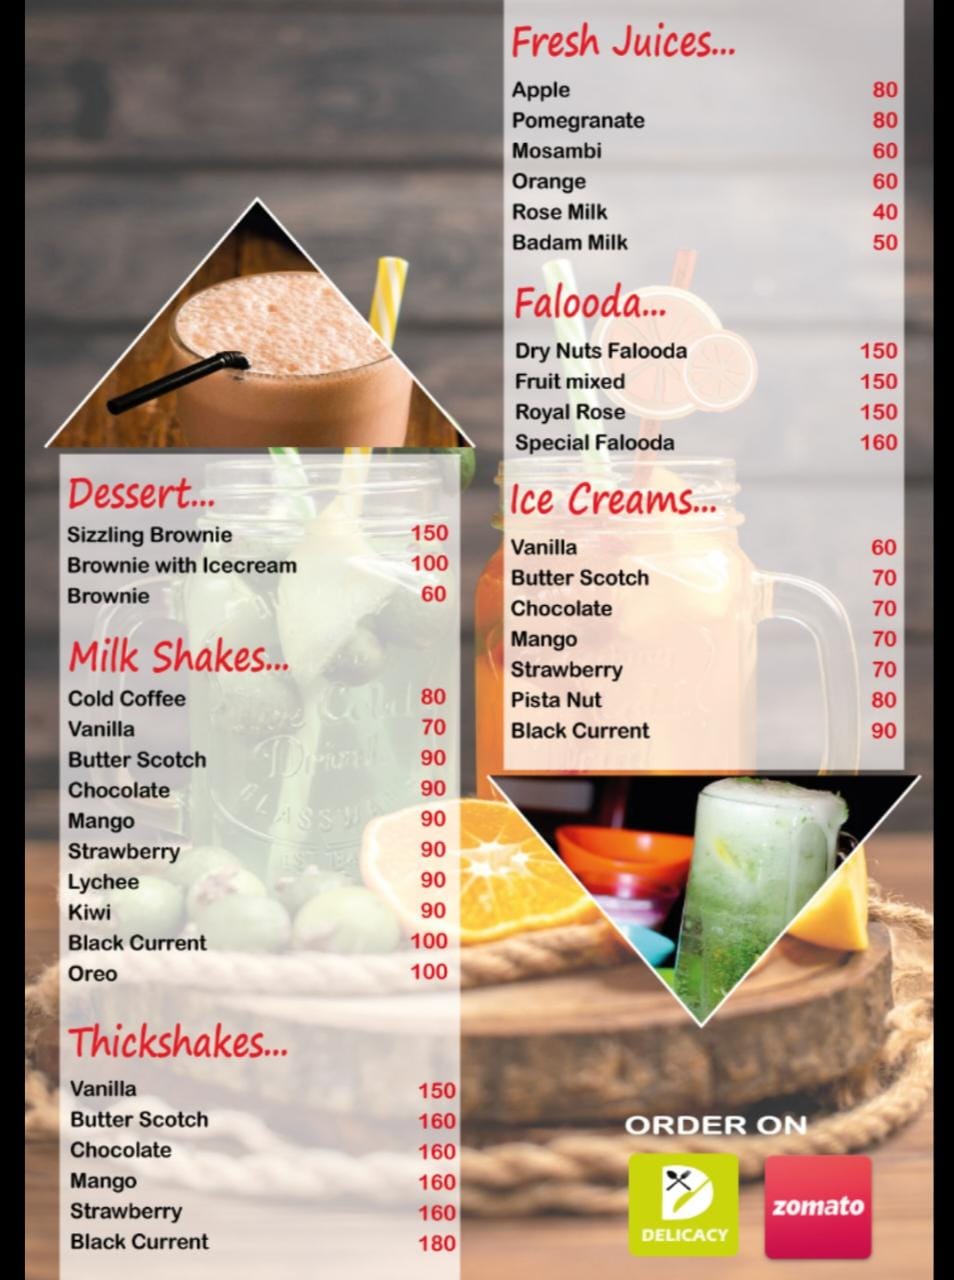 Fresh Juices...
Apple 80
Pomegranate 80
Mosambi 60
Orange 60
Rose Milk 40
Badam Milk 50
Falooda...
Dry Nuts Falooda 150
Fruit mixed 150
Royal Rose 150
Special Falooda 160
Ice Creams...
Vanilla 60
Butter Scotch 70
Chocolate 70
Mango 70
Strawberry 70
Pista Nut 80
Black Current 90
Dessert...
Sizzling Brownie 150
Brownie with Icecream 100
Brownie 60
Milk Shakes...
Cold Coffee 80
Vanilla 70
Butter Scotch 90
Chocolate 90
Mango 90
Strawberry 90
Lychee 90
Kiwi 90
Black Current 100
Oreo 100
Thickshakes...
Vanilla 150
Butter Scotch 160
Chocolate 160
Mango 160
Strawberry 160
Black Current 180
ORDER ON
DELICACY
zomato